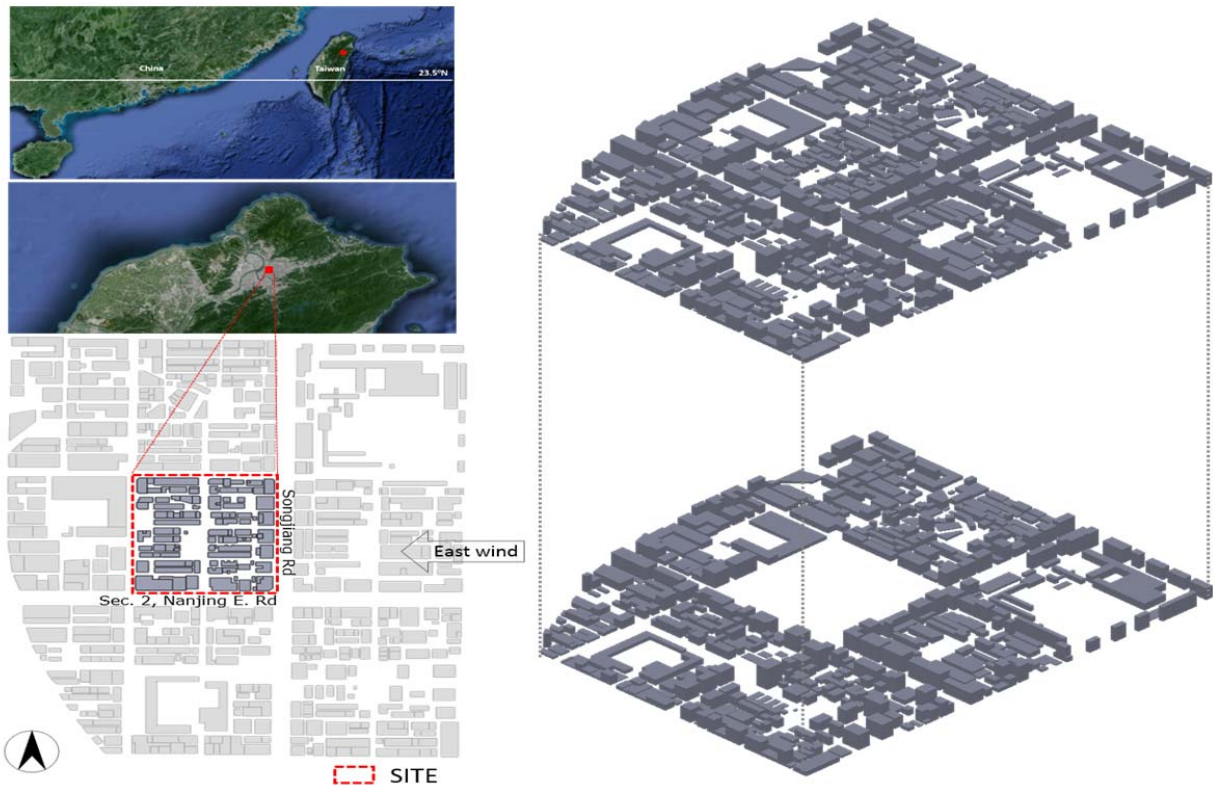 China
Taiwan
23.5°N
Songjiang Rd
East wind
Sec. 2, Nanjing E. Rd
SITE